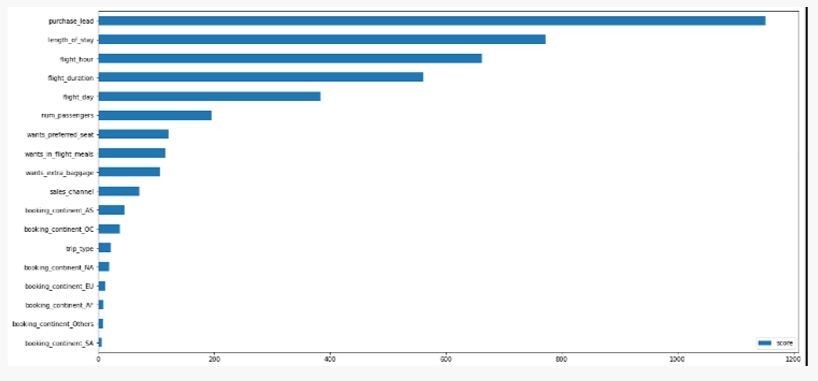 purchase_lead
length_of_stay
flight_hour
flight_duration
flight_day
num_passengers
wants_preferred_seat
wants_in_flight_meals
wants_extra_baggage
sales_channel
booking_continent_AS
booking_continent_OC
trip_type
booking_continent_NA
booking_continent_EU
booking_continent_AF
booking_continent_Others
booking_continent_SA
score
0 200 400 600 800 1000 1200